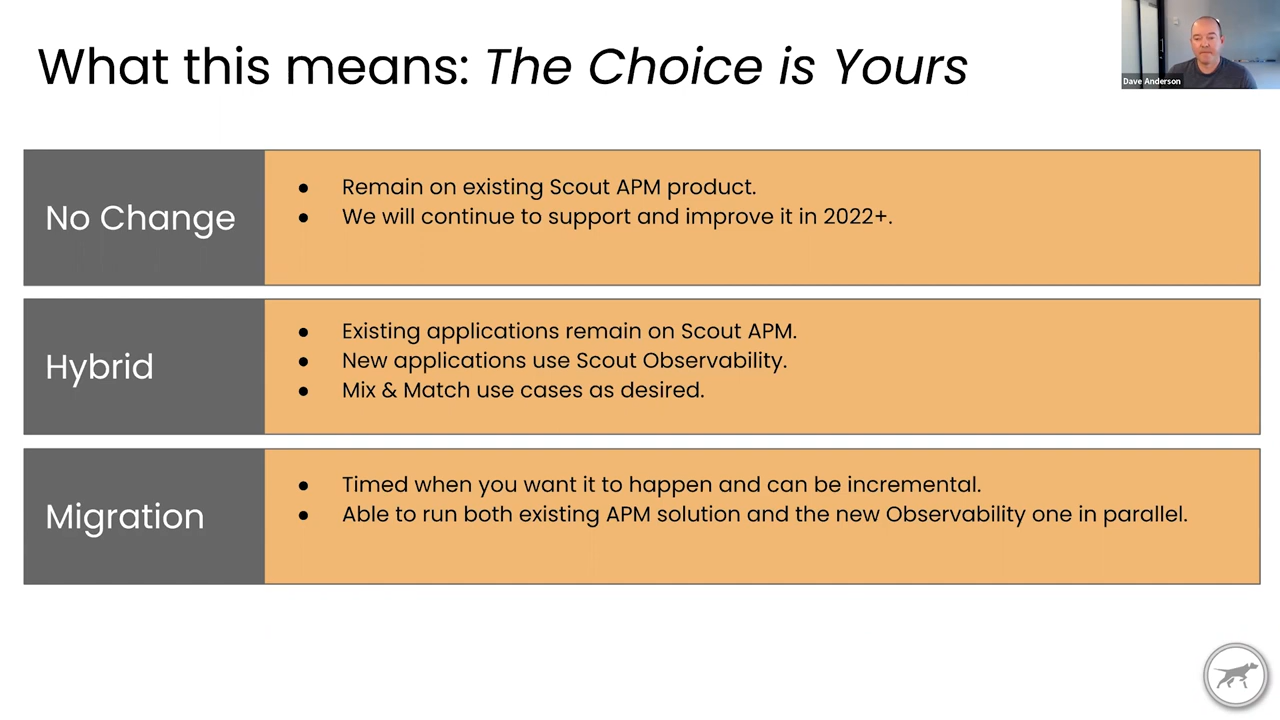 What this means: The Choice is Yours
Dave Anderson
No Change
● Remain on existing Scout APM product.
● We will continue to support and improve it in 2022+.
Hybrid
● Existing applications remain on Scout APM.
● New applications use Scout Observability.
● Mix & Match use cases as desired.
Migration
● Timed when you want it to happen and can be incremental.
● Able to run both existing APM solution and the new Observability one in parallel.